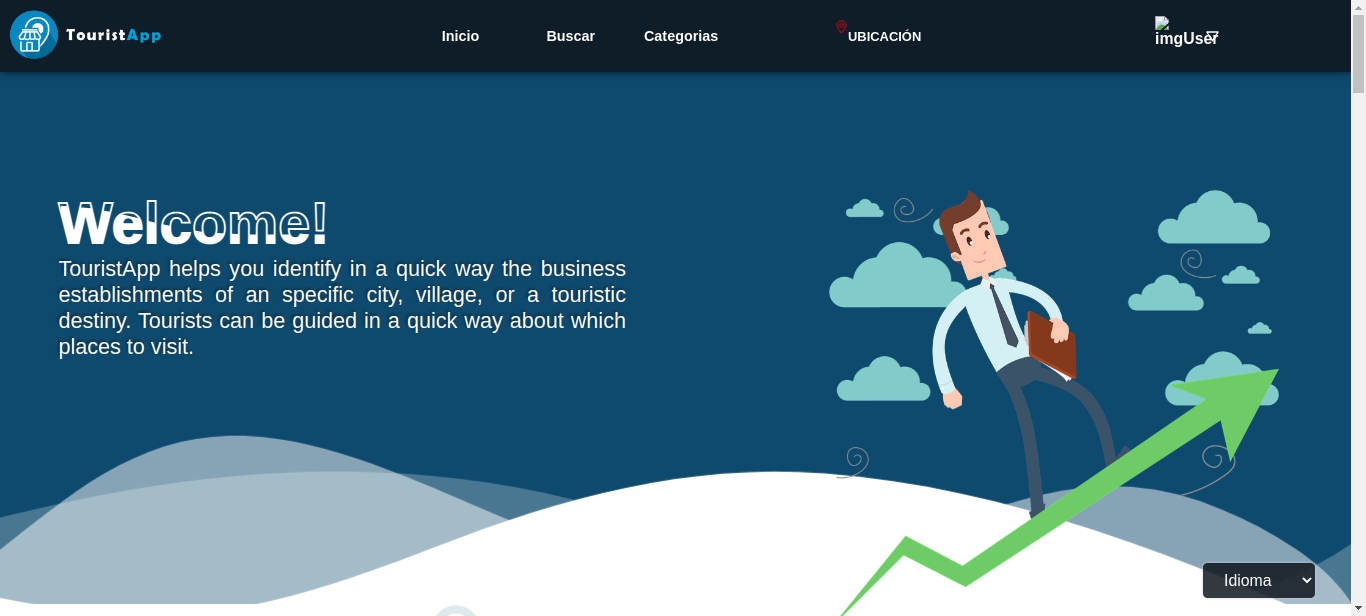 TouristApp
Inicio
Buscar
Categorias
UBICACIÓN
imgUser
Welcome!
TouristApp helps you identify in a quick way the business
establishments of an specific city, village, or a touristic
destiny. Tourists can be guided in a quick way about which
places to visit.
Idioma